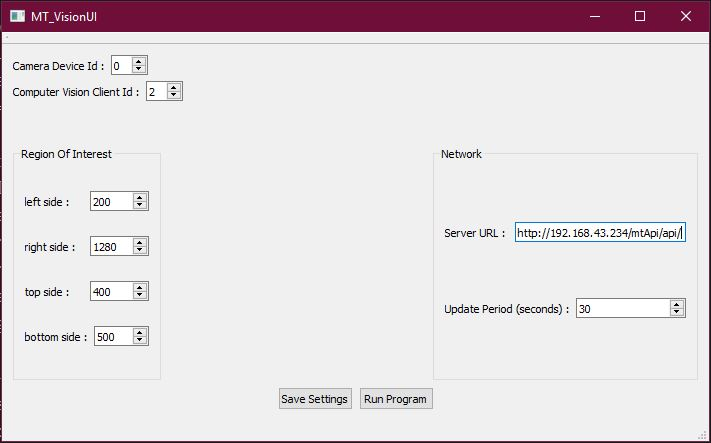 MT_VisionUI
Camera Device Id : 0
Computer Vision Client Id : 2
Region Of Interest
left side : 200
right side : 1280
top side : 400
bottom side : 500
Network
Server URL : http://192.168.43.234/mtApi/api/
Update Period (seconds) : 30
Save Settings Run Program